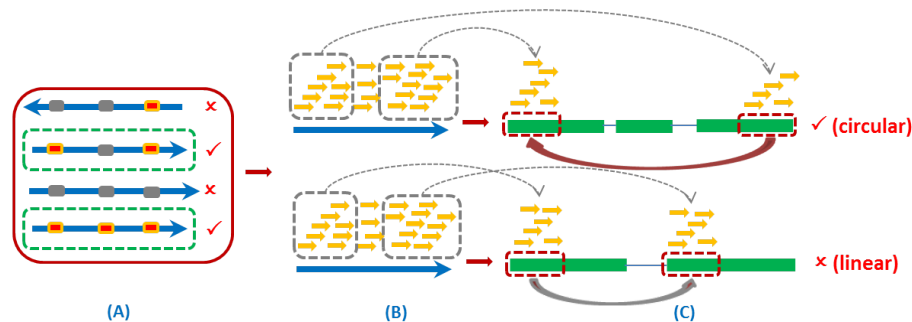 x
✓
x
✓
✓ (circular)
x (linear)
(A)
(B)
(C)